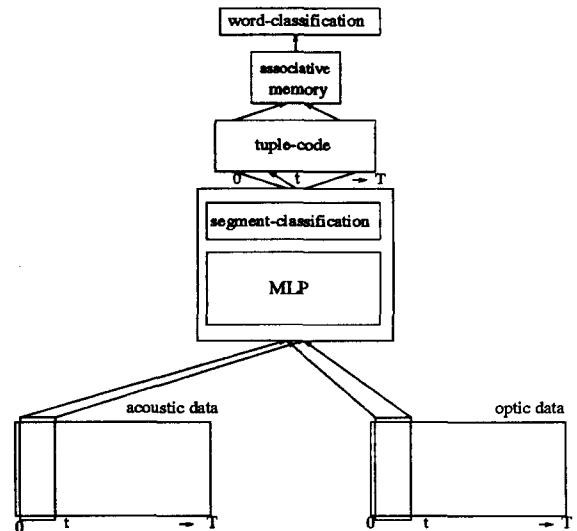 word-classification
associative
memory
tuple-code
0 t → T
segment-classification
MLP
acoustic data
optic data
0 t → T
0 t → T